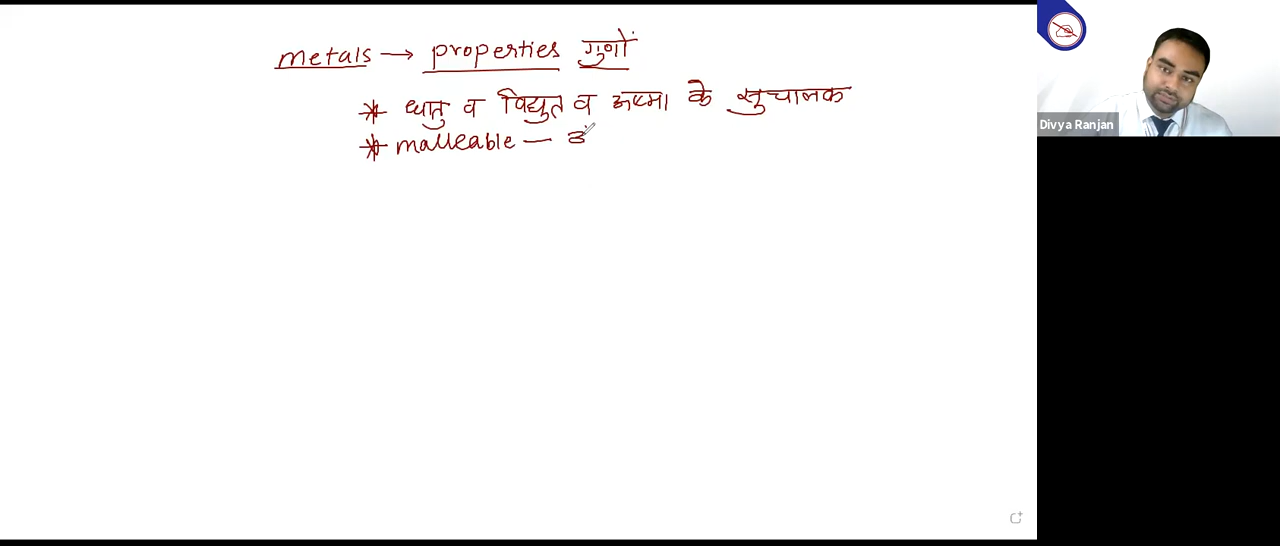 metals → properties गुणों
* धातु व विद्युत व ऊष्मा के सुचालक
* malleable —
Divya Ranjan